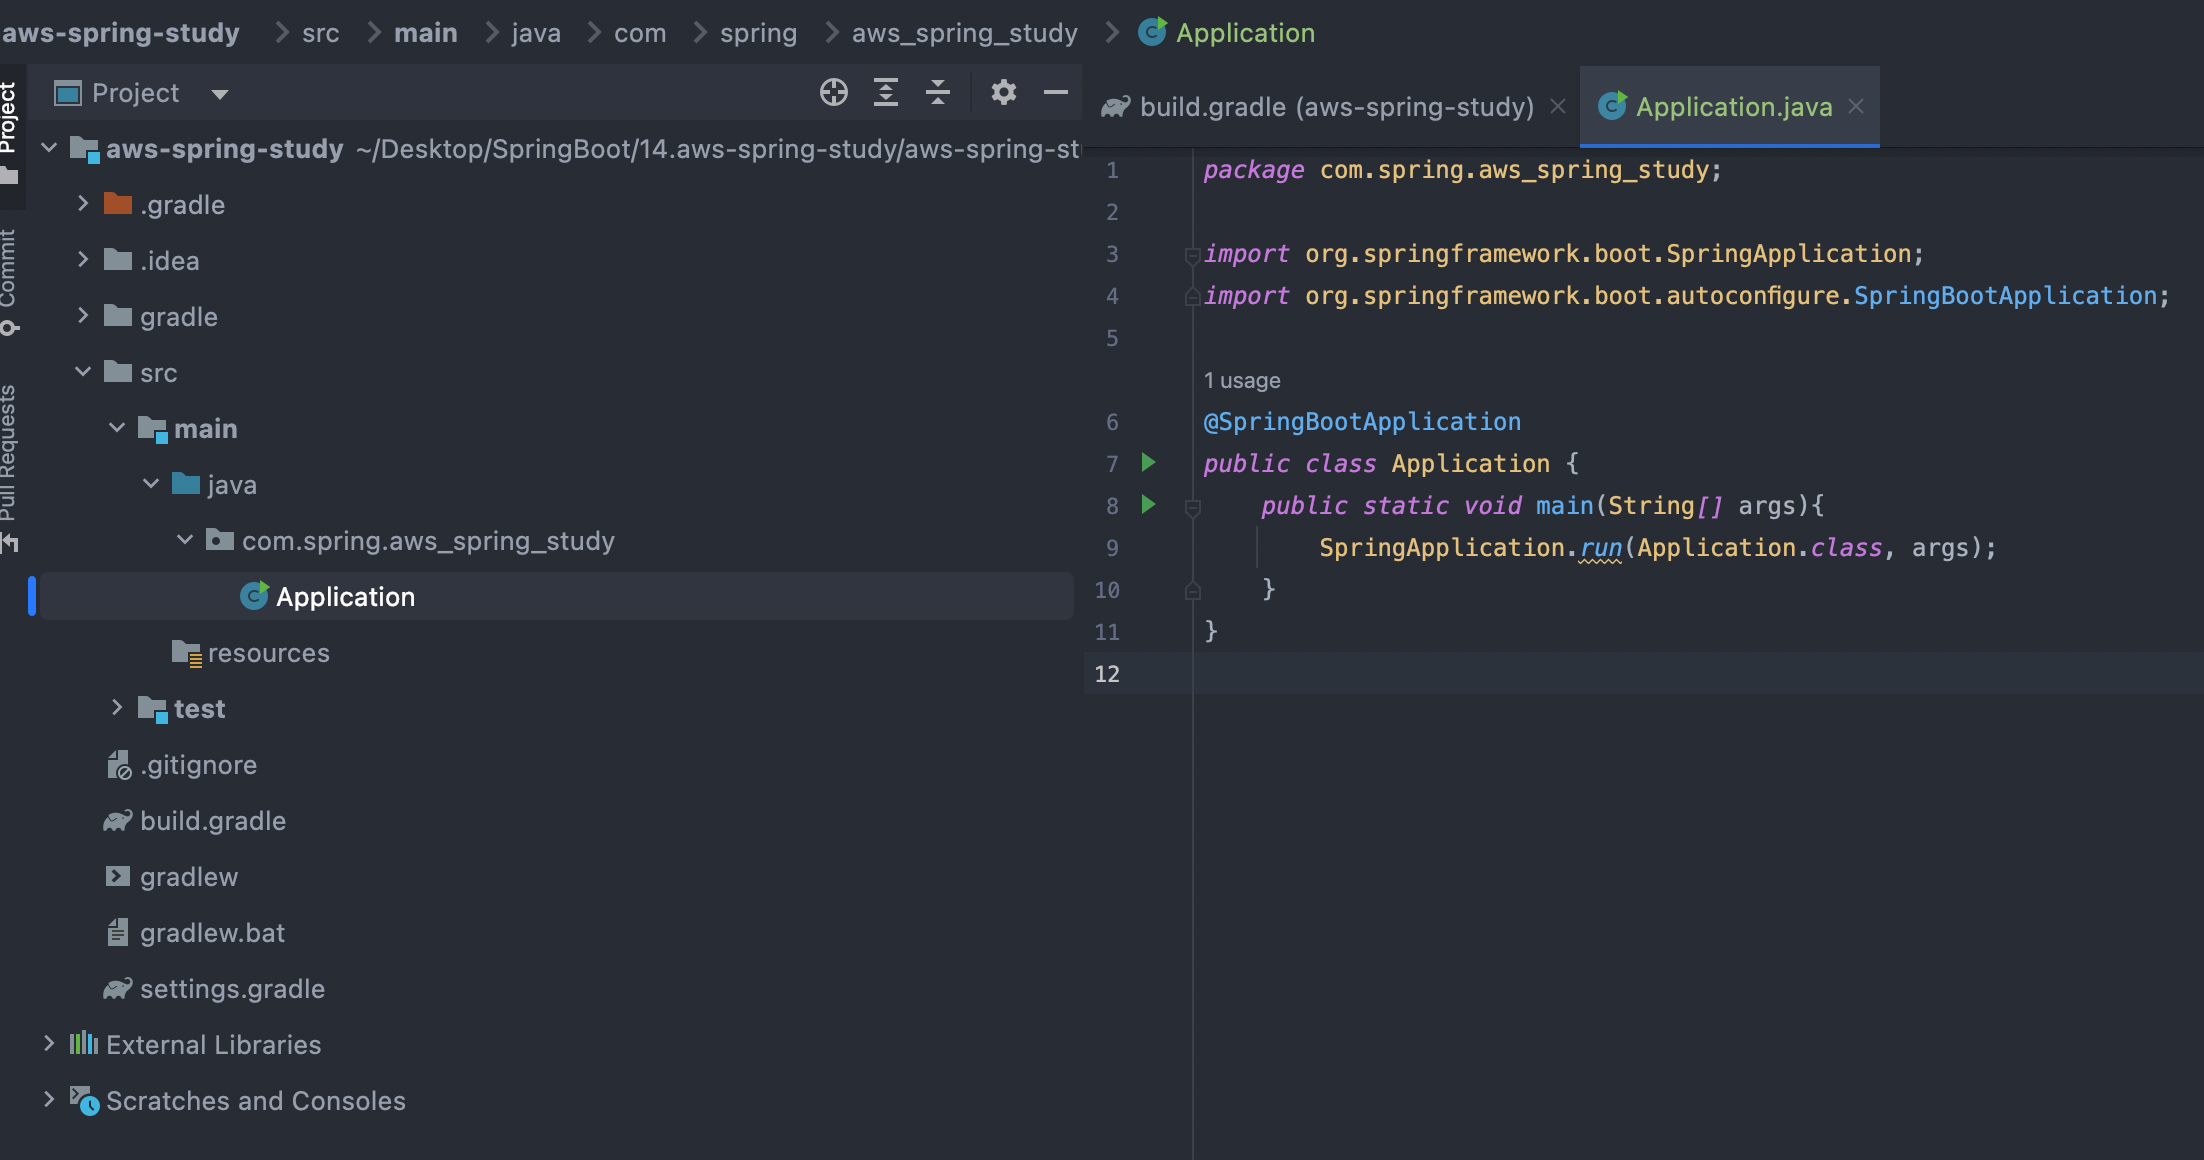 aws-spring-study > src > main > java > com > spring > aws_spring_study > Application
Project
Commit
Pull Requests
Project
aws-spring-study ~/Desktop/SpringBoot/14.aws-spring-study/aws-spring-st
.gradle
.idea
gradle
src
main
java
com.spring.aws_spring_study
Application
resources
test
.gitignore
build.gradle
gradlew
gradlew.bat
settings.gradle
External Libraries
Scratches and Consoles
build.gradle (aws-spring-study) Application.java
1 package com.spring.aws_spring_study;
2
3 import org.springframework.boot.SpringApplication;
4 import org.springframework.boot.autoconfigure.SpringBootApplication;
5
1 usage
6 @SpringBootApplication
7 public class Application {
8 public static void main(String[] args){
9 SpringApplication.run(Application.class, args);
10 }
11 }
12